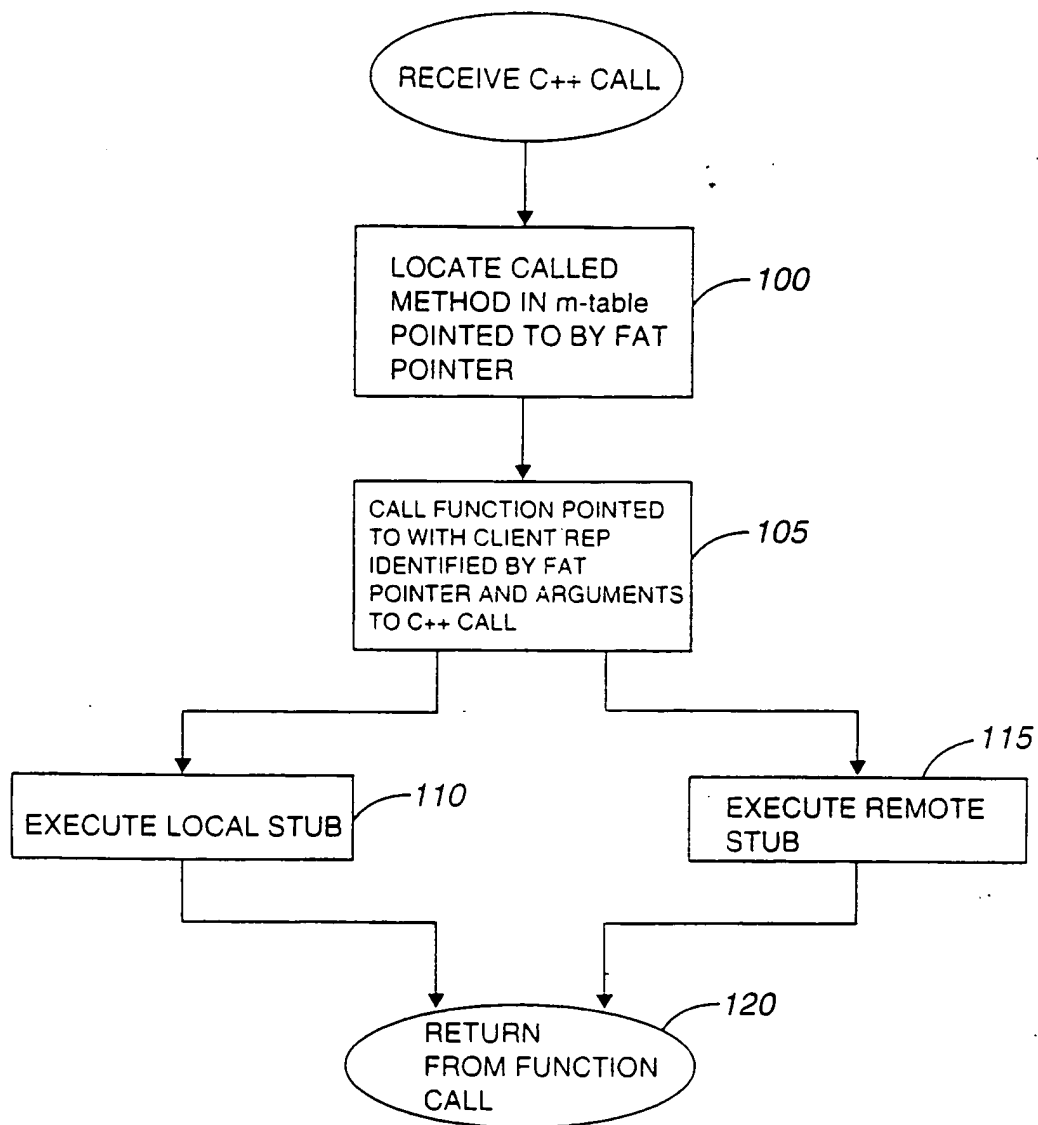 RECEIVE C++ CALL
LOCATE CALLED
METHOD IN m-table
POINTED TO BY FAT
POINTER
100
CALL FUNCTION POINTED
TO WITH CLIENT REP
IDENTIFIED BY FAT
POINTER AND ARGUMENTS
TO C++ CALL
105
EXECUTE LOCAL STUB
110
EXECUTE REMOTE
STUB
115
RETURN
FROM FUNCTION
CALL
120